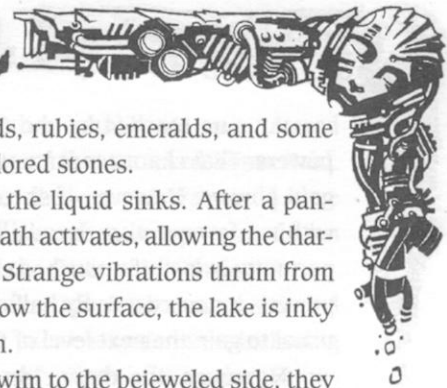 ds, rubies, emeralds, and some
lored stones.
the liquid sinks. After a pan-
ath activates, allowing the char-
Strange vibrations thrum from
ow the surface, the lake is inky
n.
wim to the bejeweled side, they